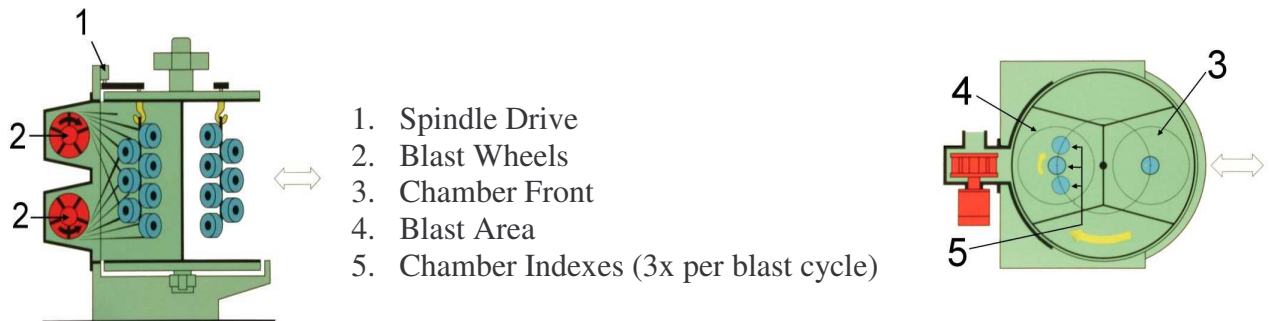 1
2
2
1. Spindle Drive
2. Blast Wheels
3. Chamber Front
4. Blast Area
5. Chamber Indexes (3x per blast cycle)
3
4
5